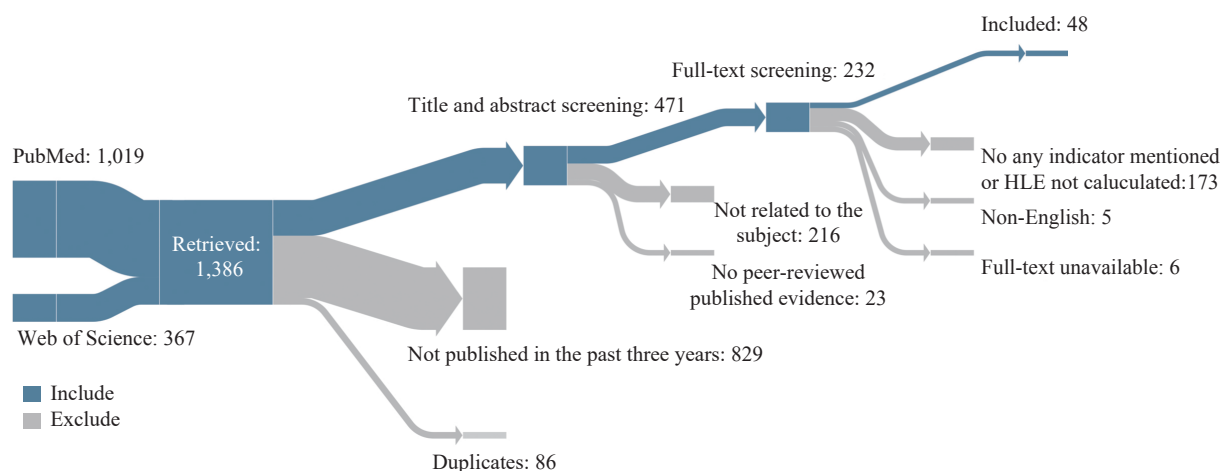 Included: 48
Full-text screening: 232
Title and abstract screening: 471
PubMed: 1,019
No any indicator mentioned
or HLE not caluculated:173
Not related to the
subject: 216
Non-English: 5
Retrieved:
1,386
No peer-reviewed
published evidence: 23
Full-text unavailable: 6
Web of Science: 367
Not published in the past three years: 829
Include
Exclude
Duplicates: 86